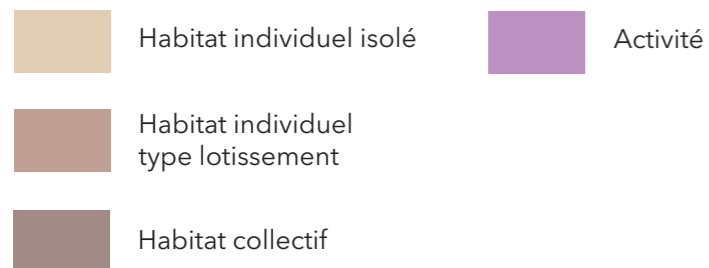 Habitat individuel isolé
Activité
Habitat individuel
type lotissement
Habitat collectif